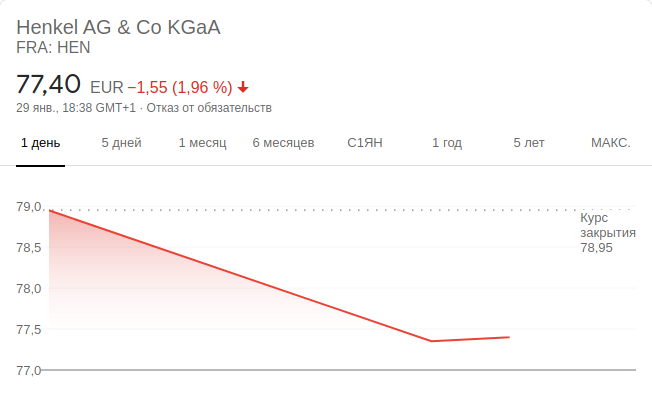 Henkel AG & Co KGaA
FRA: HEN
77,40 EUR −1,55 (1,96 %)
29 янв., 18:38 GMT+1 · Отказ от обязательств
1 день 5 дней 1 месяц 6 месяцев С1ЯН 1 год 5 лет МАКС.
79,0
Курс
закрытия
78,95
78,5
78,0
77,5
77,0